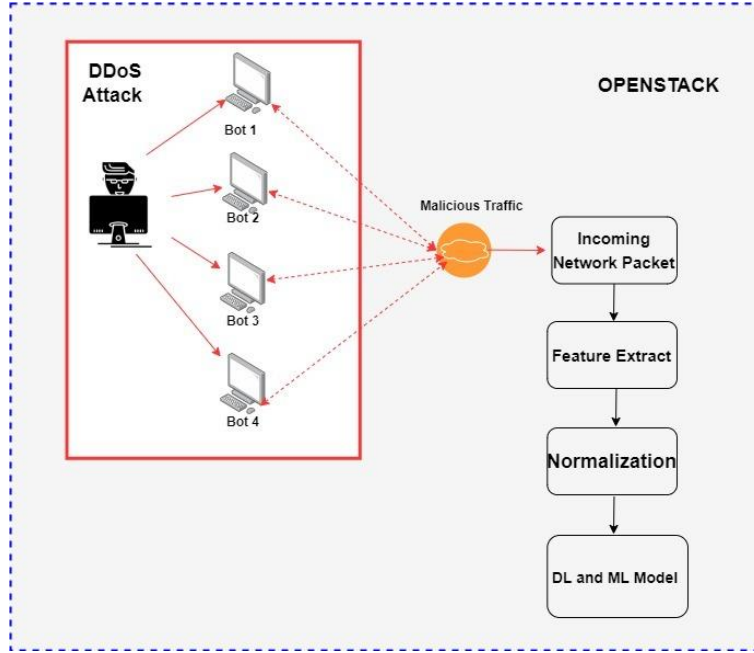 DDoS
Attack
OPENSTACK
Bot 1
Bot 2
Bot 3
Bot 4
Malicious Traffic
Incoming
Network Packet
Feature Extract
Normalization
DL and ML Model